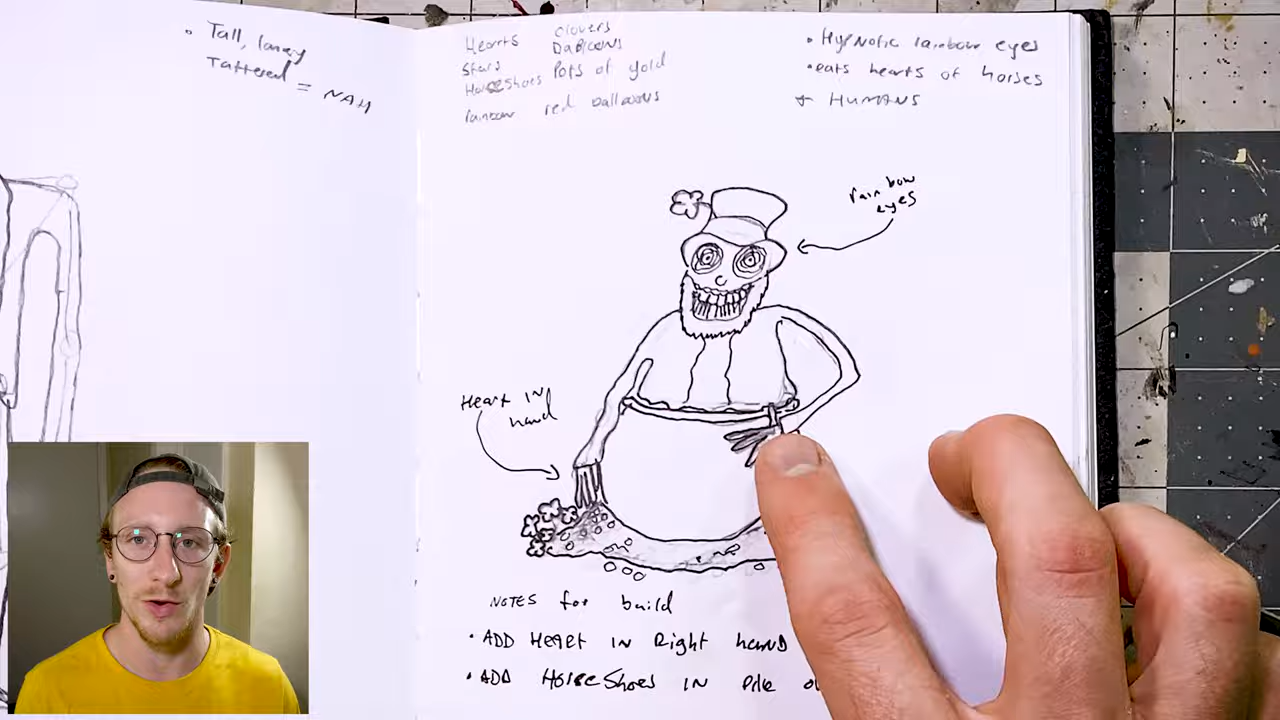 • Tall, lanky
Tattered = NAH
Hearts clovers
Stars
Horseshoes Pots of gold
rainbow red balloons
• Hypnotic rainbow eyes
• eats hearts of horses
+ HUMANS
rainbow
eyes
Heart in
hand
NOTES for build
• ADD HEART IN Right hAND
• ADD HorseShoes IN Pile